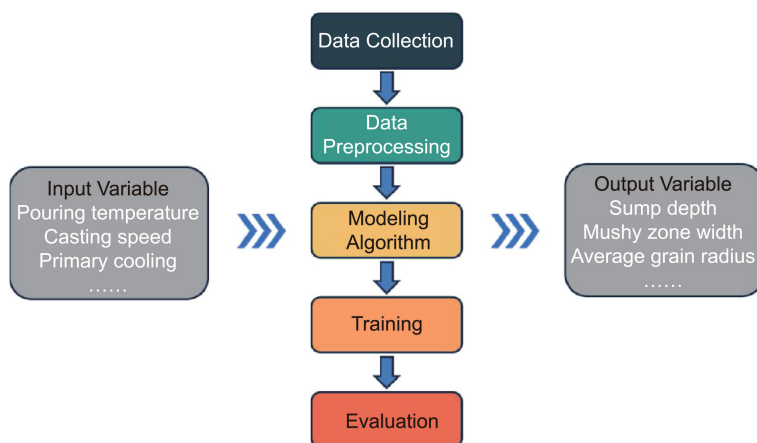 Data Collection
Data
Preprocessing
Input Variable
Pouring temperature
Casting speed
Primary cooling
……
Modeling
Algorithm
Output Variable
Sump depth
Mushy zone width
Average grain radius
……
Training
Evaluation